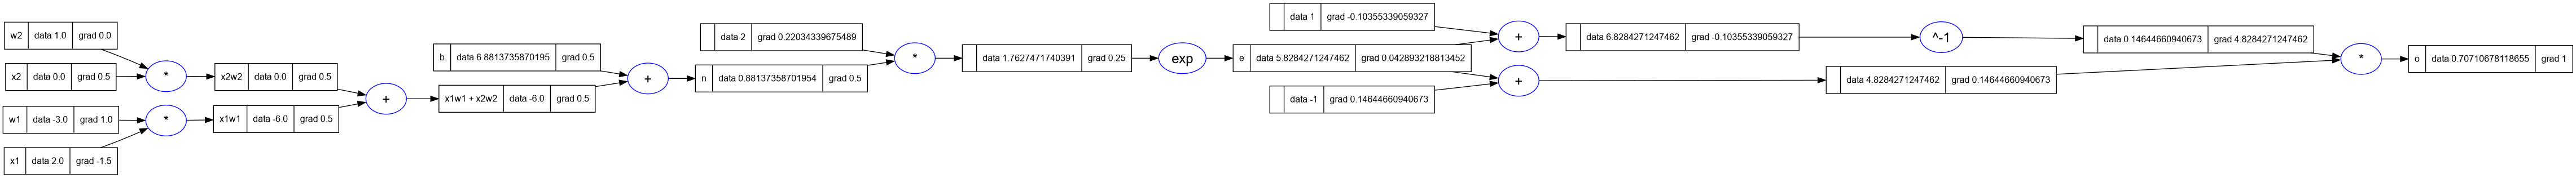 w2 data 1.0 grad 0.0
x2 data 0.0 grad 0.5
*
x2w2 data 0.0 grad 0.5
w1 data -3.0 grad 1.0
x1 data 2.0 grad -1.5
*
x1w1 data -6.0 grad 0.5
+
x1w1 + x2w2 data -6.0 grad 0.5
b data 6.8813735870195 grad 0.5
+
n data 0.88137358701954 grad 0.5
data 2 grad 0.22034339675489
*
data 1.7627471740391 grad 0.25
exp
e data 5.8284271247462 grad 0.042893218813452
data 1 grad -0.10355339059327
+
data 6.8284271247462 grad -0.10355339059327
^-1
data 0.14644660940673 grad 4.8284271247462
data -1 grad 0.14644660940673
+
data 4.8284271247462 grad 0.14644660940673
*
o data 0.70710678118655 grad 1